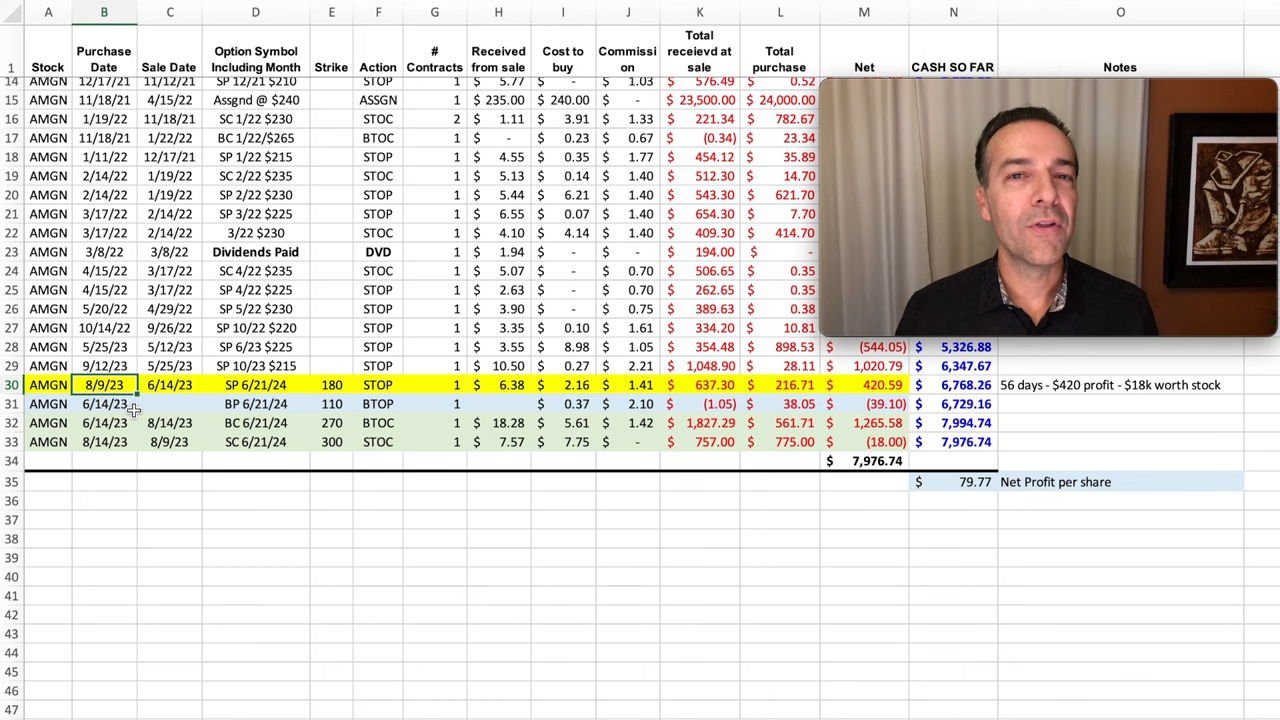 A B C D E F G H I J K L M N O
1 Stock Purchase Date Sale Date Option Symbol Including Month Strike Action # Contracts Received from sale Cost to buy Commissi on Total receievd at sale Total purchase Net CASH SO FAR Notes
14 AMGN 12/17/21 11/12/21 SP 12/21 $210 STOP 1 $ 5.77 $ - $ 1.03 $ 576.49 $ 0.52
15 AMGN 11/18/21 4/15/22 Assgnd @ $240 ASSGN 1 $ 235.00 $ 240.00 $ - $ 23,500.00 $ 24,000.00
16 AMGN 1/19/22 11/18/21 SC 1/22 $230 STOC 2 $ 1.11 $ 3.91 $ 1.33 $ 221.34 $ 782.67
17 AMGN 11/18/21 1/22/22 BC 1/22/$265 BTOC 1 $ - $ 0.23 $ 0.67 $ (0.34) $ 23.34
18 AMGN 1/11/22 12/17/21 SP 1/22 $215 STOP 1 $ 4.55 $ 0.35 $ 1.77 $ 454.12 $ 35.89
19 AMGN 2/14/22 1/19/22 SC 2/22 $235 STOC 1 $ 5.13 $ 0.14 $ 1.40 $ 512.30 $ 14.70
20 AMGN 2/14/22 1/19/22 SP 2/22 $230 STOP 1 $ 5.44 $ 6.21 $ 1.40 $ 543.30 $ 621.70
21 AMGN 3/17/22 2/14/22 SP 3/22 $225 STOP 1 $ 6.55 $ 0.07 $ 1.40 $ 654.30 $ 7.70
22 AMGN 3/17/22 2/14/22 3/22 $230 STOC 1 $ 4.10 $ 4.14 $ 1.40 $ 409.30 $ 414.70
23 AMGN 3/8/22 3/8/22 Dividends Paid DVD 1 $ 1.94 $ - $ - $ 194.00 $ -
24 AMGN 4/15/22 3/17/22 SC 4/22 $235 STOC 1 $ 5.07 $ - $ 0.70 $ 506.65 $ 0.35
25 AMGN 4/15/22 3/17/22 SP 4/22 $225 STOP 1 $ 2.63 $ - $ 0.70 $ 262.65 $ 0.35
26 AMGN 5/20/22 4/29/22 SP 5/22 $230 STOP 1 $ 3.90 $ - $ 0.75 $ 389.63 $ 0.38
27 AMGN 10/14/22 9/26/22 SP 10/22 $220 STOP 1 $ 3.35 $ 0.10 $ 1.61 $ 334.20 $ 10.81
28 AMGN 5/25/23 5/12/23 SP 6/23 $225 STOP 1 $ 3.55 $ 8.98 $ 1.05 $ 354.48 $ 898.53 $ (544.05) $ 5,326.88
29 AMGN 9/12/23 5/25/23 SP 10/23 $215 STOP 1 $ 10.50 $ 0.27 $ 2.21 $ 1,048.90 $ 28.11 $ 1,020.79 $ 6,347.67
30 AMGN 8/9/23 6/14/23 SP 6/21/24 180 STOP 1 $ 6.38 $ 2.16 $ 1.41 $ 637.30 $ 216.71 $ 420.59 $ 6,768.26 56 days - $420 profit - $18k worth stock
31 AMGN 6/14/23 BP 6/21/24 110 BTOP 1 $ 0.37 $ 2.10 $ (1.05) $ 38.05 $ (39.10) $ 6,729.16
32 AMGN 6/14/23 8/14/23 BC 6/21/24 270 BTOC 1 $ 18.28 $ 5.61 $ 1.42 $ 1,827.29 $ 561.71 $ 1,265.58 $ 7,994.74
33 AMGN 8/14/23 8/9/23 SC 6/21/24 300 STOC 1 $ 7.57 $ 7.75 $ - $ 757.00 $ 775.00 $ (18.00) $ 7,976.74
34 $ 7,976.74
35 $ 79.77 Net Profit per share
36
37
38
39
40
41
42
43
44
45
46
47